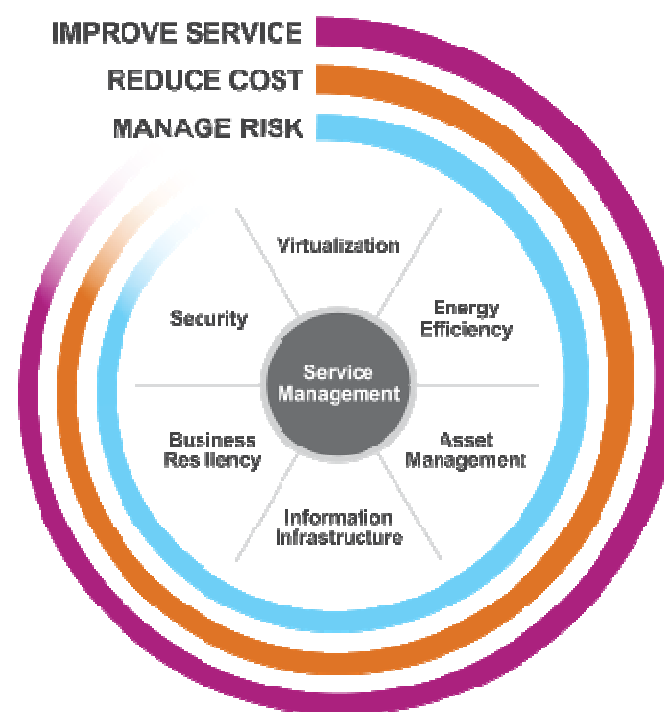 IMPROVE SERVICE
REDUCE COST
MANAGE RISK
Virtualization
Energy
Efficiency
Security
Service
Management
Business
Resiliency
Asset
Management
Information
Infrastructure